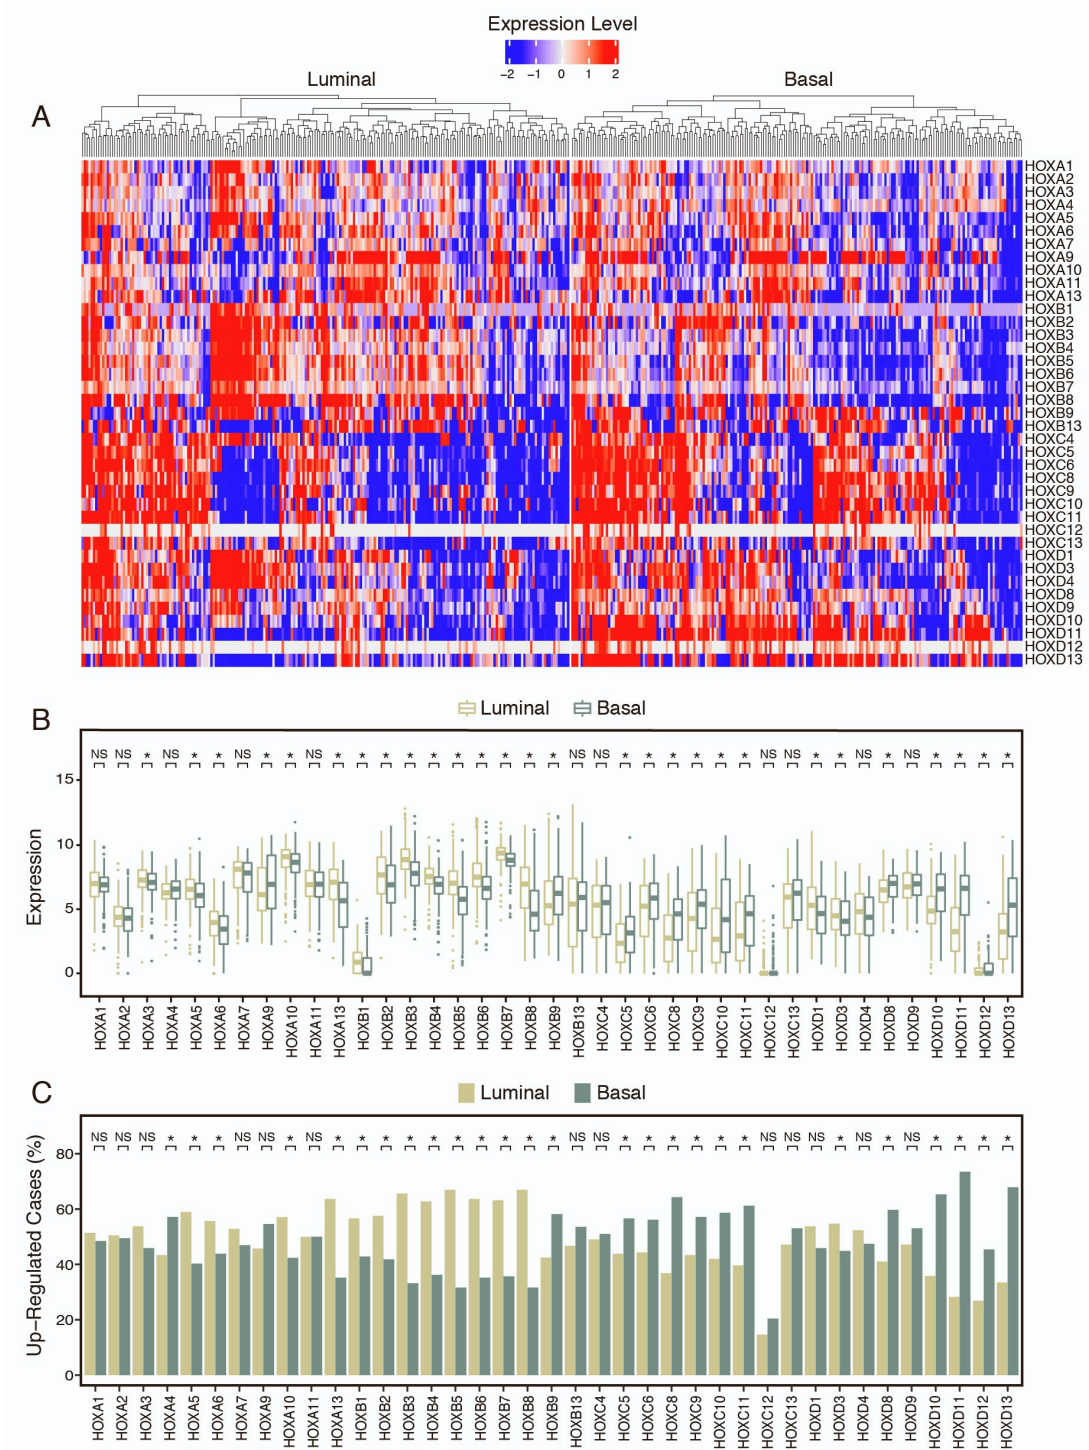 Expression Level
−2 −1 0 1 2
Luminal Basal
A
HOXA1
HOXA2
HOXA3
HOXA4
HOXA5
HOXA6
HOXA7
HOXA9
HOXA10
HOXA11
HOXA13
HOXB1
HOXB2
HOXB3
HOXB4
HOXB5
HOXB6
HOXB7
HOXB8
HOXB9
HOXB13
HOXC4
HOXC5
HOXC6
HOXC8
HOXC9
HOXC10
HOXC11
HOXC12
HOXC13
HOXD1
HOXD3
HOXD4
HOXD8
HOXD9
HOXD10
HOXD11
HOXD12
HOXD13
B
Luminal Basal
NS NS * NS * * NS * * NS * * * * * * * * * * NS NS * * * * * * NS NS * * * * NS * * * *
Expression
15
10
5
0
HOXA1 HOXA2 HOXA3 HOXA4 HOXA5 HOXA6 HOXA7 HOXA9 HOXA10 HOXA11 HOXA13 HOXB1 HOXB2 HOXB3 HOXB4 HOXB5 HOXB6 HOXB7 HOXB8 HOXB9 HOXB13 HOXC4 HOXC5 HOXC6 HOXC8 HOXC9 HOXC10 HOXC11 HOXC12 HOXC13 HOXD1 HOXD3 HOXD4 HOXD8 HOXD9 HOXD10 HOXD11 HOXD12 HOXD13
C
Luminal Basal
NS NS NS * * * NS NS * NS * * * * * * * * * * NS NS * * * * * * NS NS NS * * * NS * * * *
Up−Regulated Cases (%)
80
60
40
20
0
HOXA1 HOXA2 HOXA3 HOXA4 HOXA5 HOXA6 HOXA7 HOXA9 HOXA10 HOXA11 HOXA13 HOXB1 HOXB2 HOXB3 HOXB4 HOXB5 HOXB6 HOXB7 HOXB8 HOXB9 HOXB13 HOXC4 HOXC5 HOXC6 HOXC8 HOXC9 HOXC10 HOXC11 HOXC12 HOXC13 HOXD1 HOXD3 HOXD4 HOXD8 HOXD9 HOXD10 HOXD11 HOXD12 HOXD13